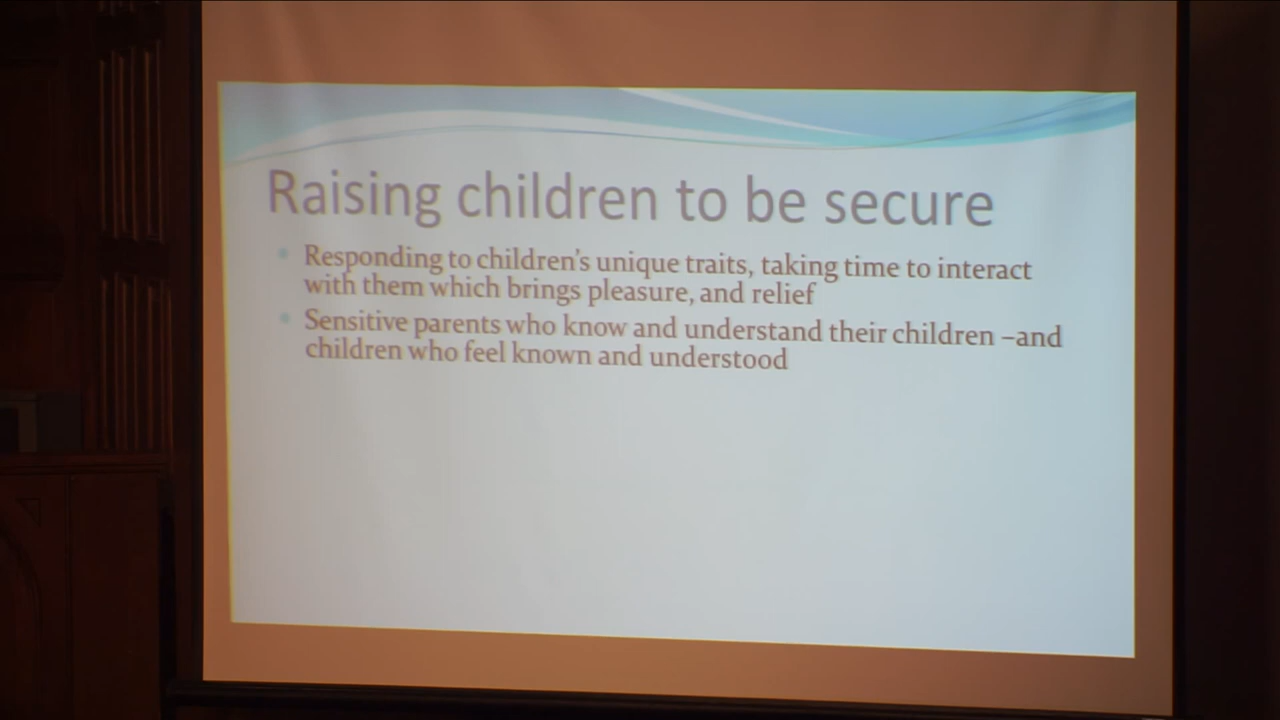 Raising children to be secure
Responding to children's unique traits, taking time to interact
with them which brings pleasure, and relief
Sensitive parents who know and understand their children –and
children who feel known and understood